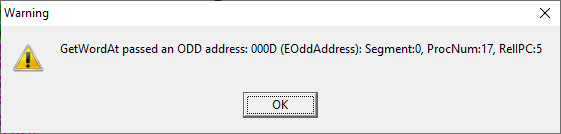 Warning
GetWordAt passed an ODD address: 000D (EOddAddress): Segment:0, ProcNum:17, RelIPC:5
OK